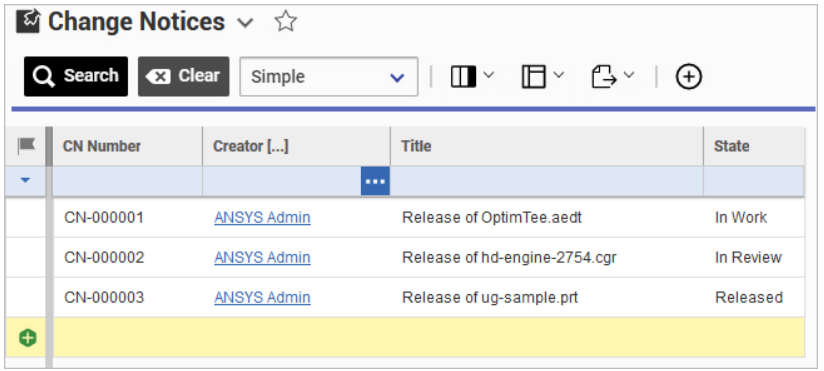 Change Notices
Search Clear Simple
CN Number Creator [...] Title State
CN-000001 ANSYS Admin Release of OptimTee.aedt In Work
CN-000002 ANSYS Admin Release of hd-engine-2754.cgr In Review
CN-000003 ANSYS Admin Release of ug-sample.prt Released